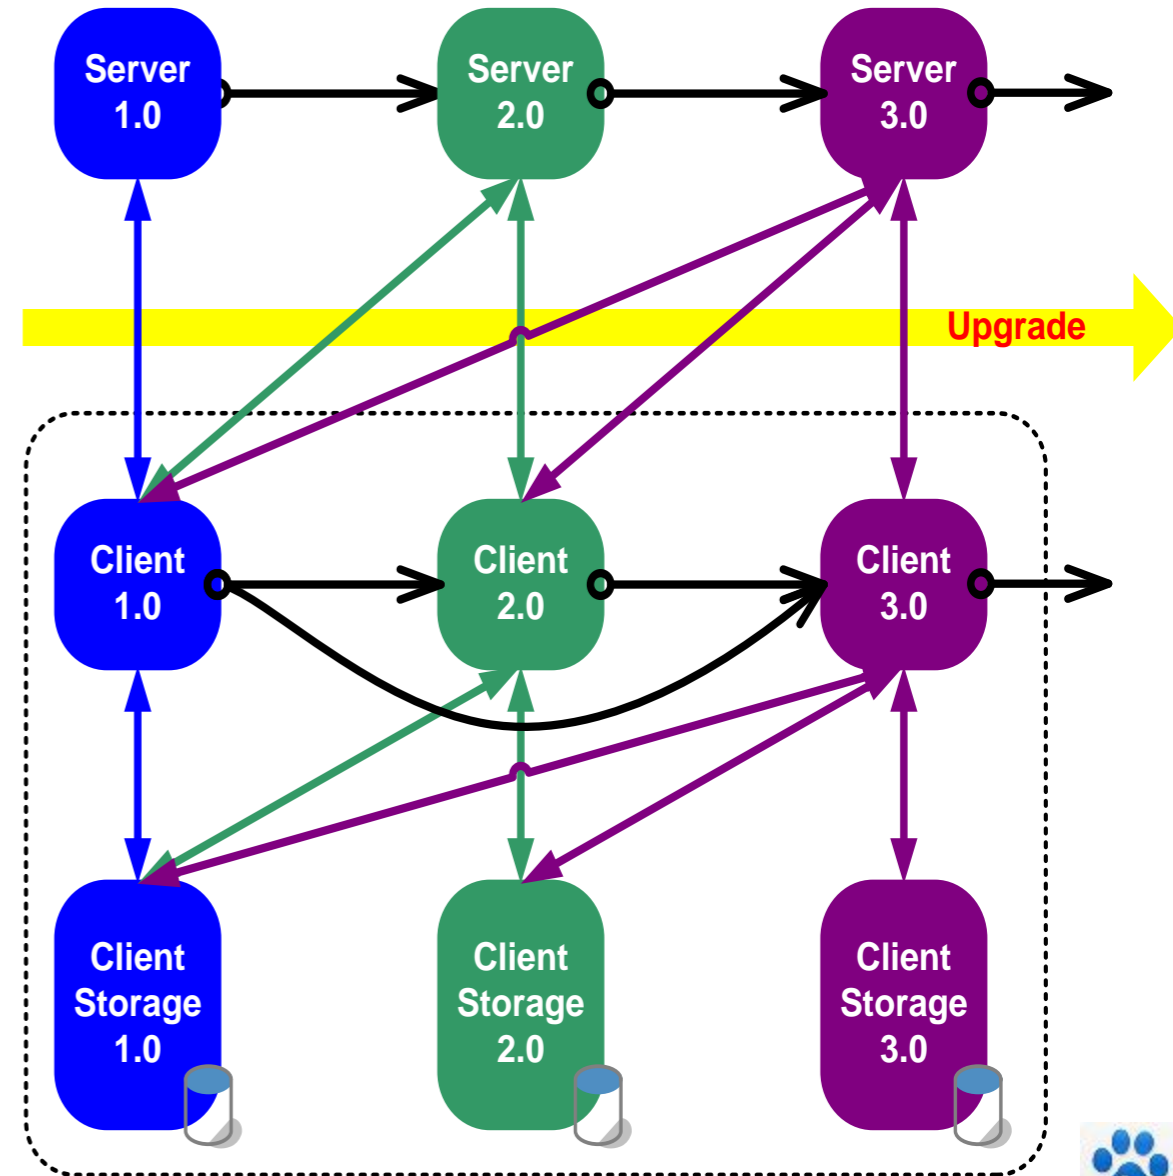 Server
1.0
Server
2.0
Server
3.0
Upgrade
Client
1.0
Client
2.0
Client
3.0
Client
Storage
1.0
Client
Storage
2.0
Client
Storage
3.0